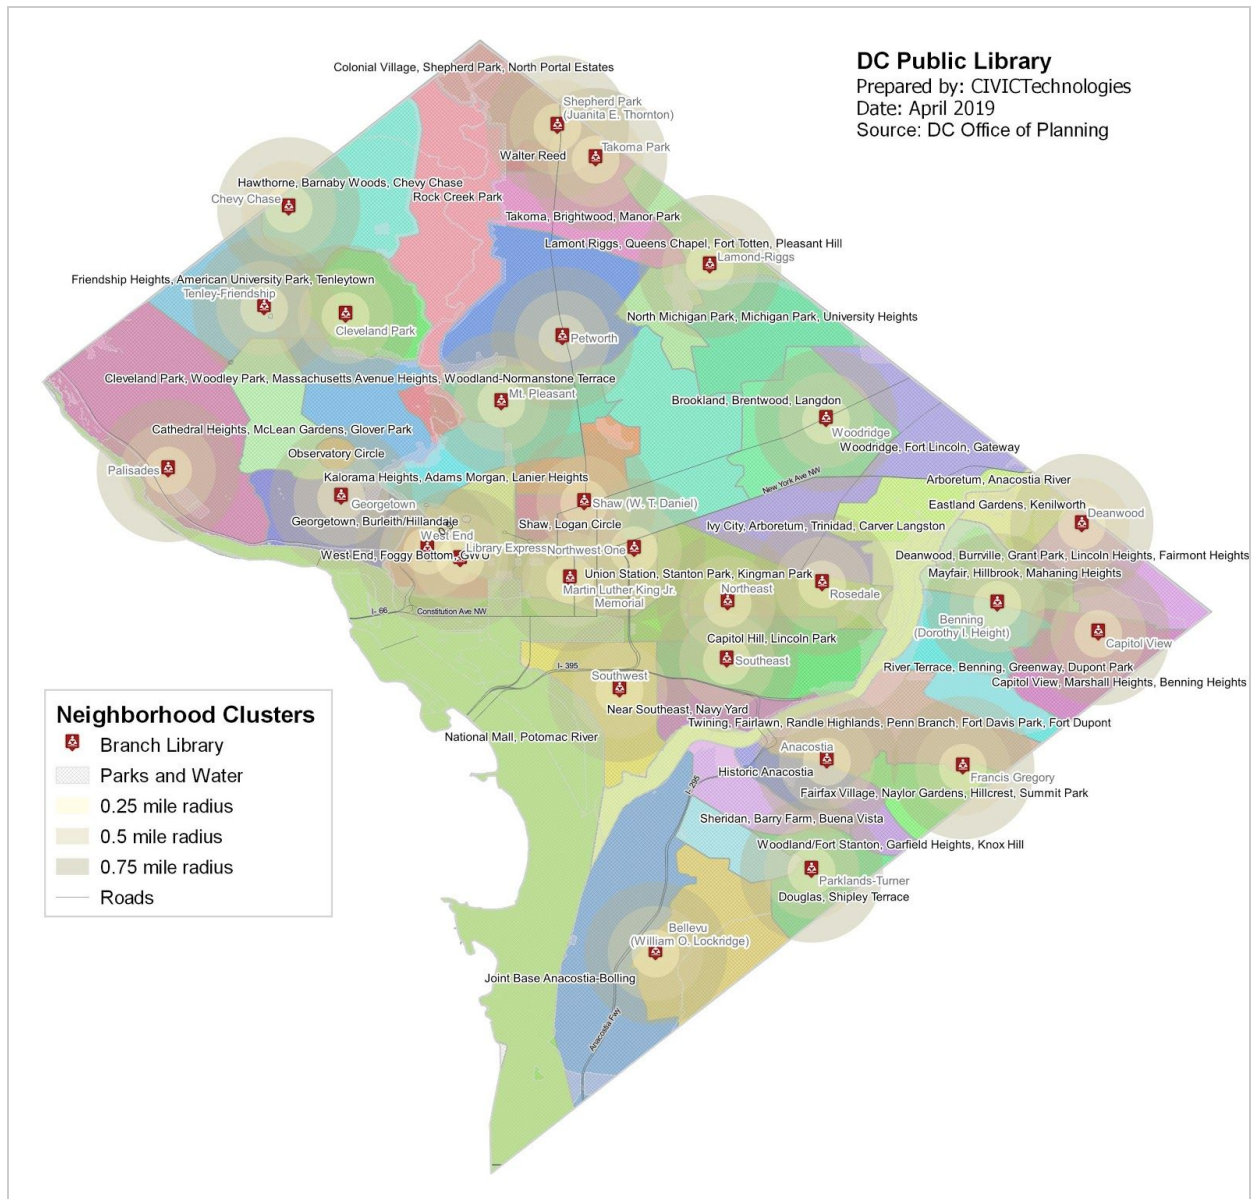 DC Public Library
Prepared by: CIVICTechnologies
Date: April 2019
Source: DC Office of Planning
Colonial Village, Shepherd Park, North Portal Estates
Shepherd Park
(Juanita E. Thornton)
Takoma Park
Walter Reed
Hawthorne, Barnaby Woods, Chevy Chase
Chevy Chase
Rock Creek Park
Takoma, Brightwood, Manor Park
Lamont Riggs, Queens Chapel, Fort Totten, Pleasant Hill
Lamond-Riggs
Friendship Heights, American University Park, Tenleytown
Tenley-Friendship
Cleveland Park
North Michigan Park, Michigan Park, University Heights
Petworth
Cleveland Park, Woodley Park, Massachusetts Avenue Heights, Woodland-Normanstone Terrace
Mt. Pleasant
Brookland, Brentwood, Langdon
Woodridge
Cathedral Heights, McLean Gardens, Glover Park
Woodridge, Fort Lincoln, Gateway
Observatory Circle
Palisades
Kalorama Heights, Adams Morgan, Lanier Heights
New York Ave NW
Arboretum, Anacostia River
Georgetown
Shaw (W. T. Daniel)
Eastland Gardens, Kenilworth
Deanwood
Georgetown, Burleith/Hillandale
Shaw, Logan Circle
Ivy City, Arboretum, Trinidad, Carver Langston
West End
Library Express
Northwest One
West End, Foggy Bottom, GWU
Deanwood, Burrville, Grant Park, Lincoln Heights, Fairmont Heights
Union Station, Stanton Park, Kingman Park
Mayfair, Hillbrook, Mahaning Heights
Martin Luther King Jr.
Memorial
Northeast
Rosedale
I- 66
Constitution Ave NW
Benning
(Dorothy I. Height)
Capitol View
Capitol Hill, Lincoln Park
Southeast
I- 395
River Terrace, Benning, Greenway, Dupont Park
Capitol View, Marshall Heights, Benning Heights
Southwest
Near Southeast, Navy Yard
Twining, Fairlawn, Randle Highlands, Penn Branch, Fort Davis Park, Fort Dupont
National Mall, Potomac River
Anacostia
Historic Anacostia
Francis Gregory
I- 295
Fairfax Village, Naylor Gardens, Hillcrest, Summit Park
Sheridan, Barry Farm, Buena Vista
Woodland/Fort Stanton, Garfield Heights, Knox Hill
Parklands-Turner
Douglas, Shipley Terrace
Bellevu
(William O. Lockridge)
Joint Base Anacostia-Bolling
Anacostia Fwy
Neighborhood Clusters
Branch Library
Parks and Water
0.25 mile radius
0.5 mile radius
0.75 mile radius
Roads